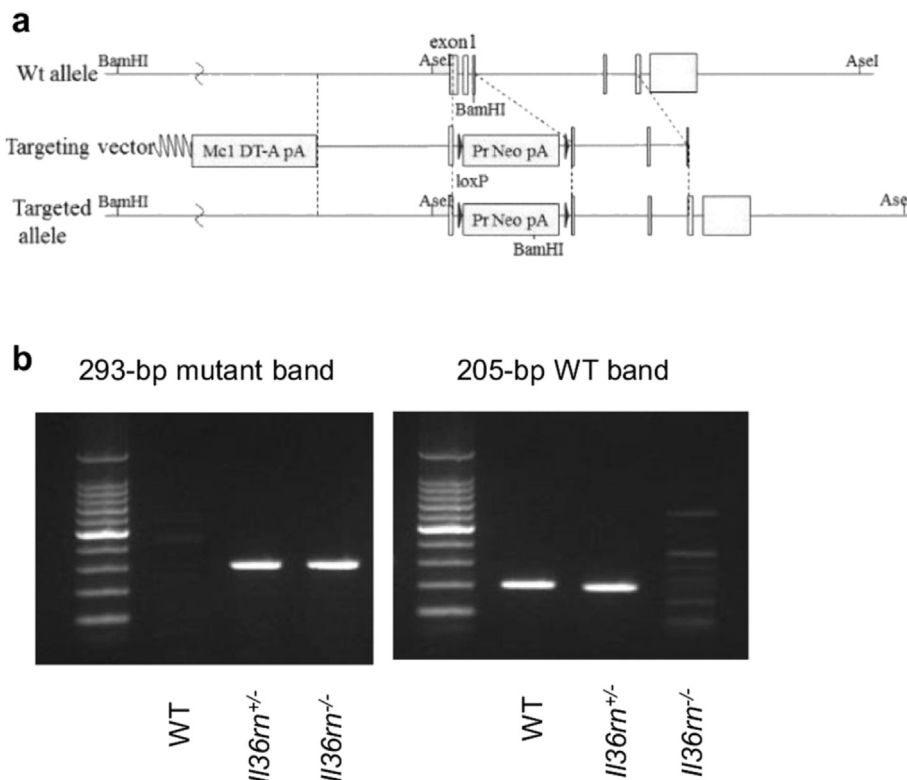 a
exon1
BamHI AseI AseI
Wt allele
BamHI
Targeting vector Mc1 DT-A pA Pr Neo pA
loxP
BamHI AseI Ase
Targeted Pr Neo pA
allele
BamHI
b
293-bp mutant band 205-bp WT band
WT Il36rn+/- Il36rn-/- WT Il36rn+/- Il36rn-/-